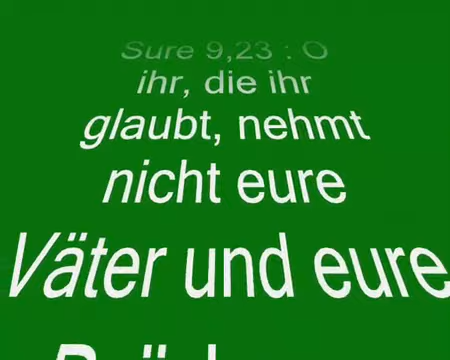 Sure 9,23 : O
ihr, die ihr
glaubt, nehmt
nicht eure
Väter und eure